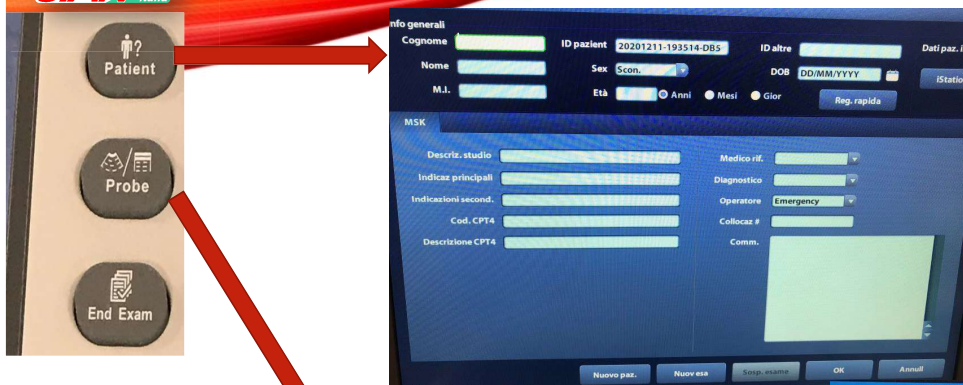 Patient
Probe
End Exam
nfo generali
Cognome
ID pazient 20201211-193514-DB5
ID altre
Dati paz. i
Nome
Sex Scon.
DOB DD/MM/YYYY
iStatio
M.I.
Età Anni Mesi Gior
Reg. rapida
MSK
Descriz. studio
Medico rif.
Indicaz principali
Diagnostico
Indicazioni second.
Operatore Emergency
Cod. CPT4
Collocaz #
Descrizione CPT4
Comm.
Nuovo paz. Nuov esa Sosp. esame OK Annull